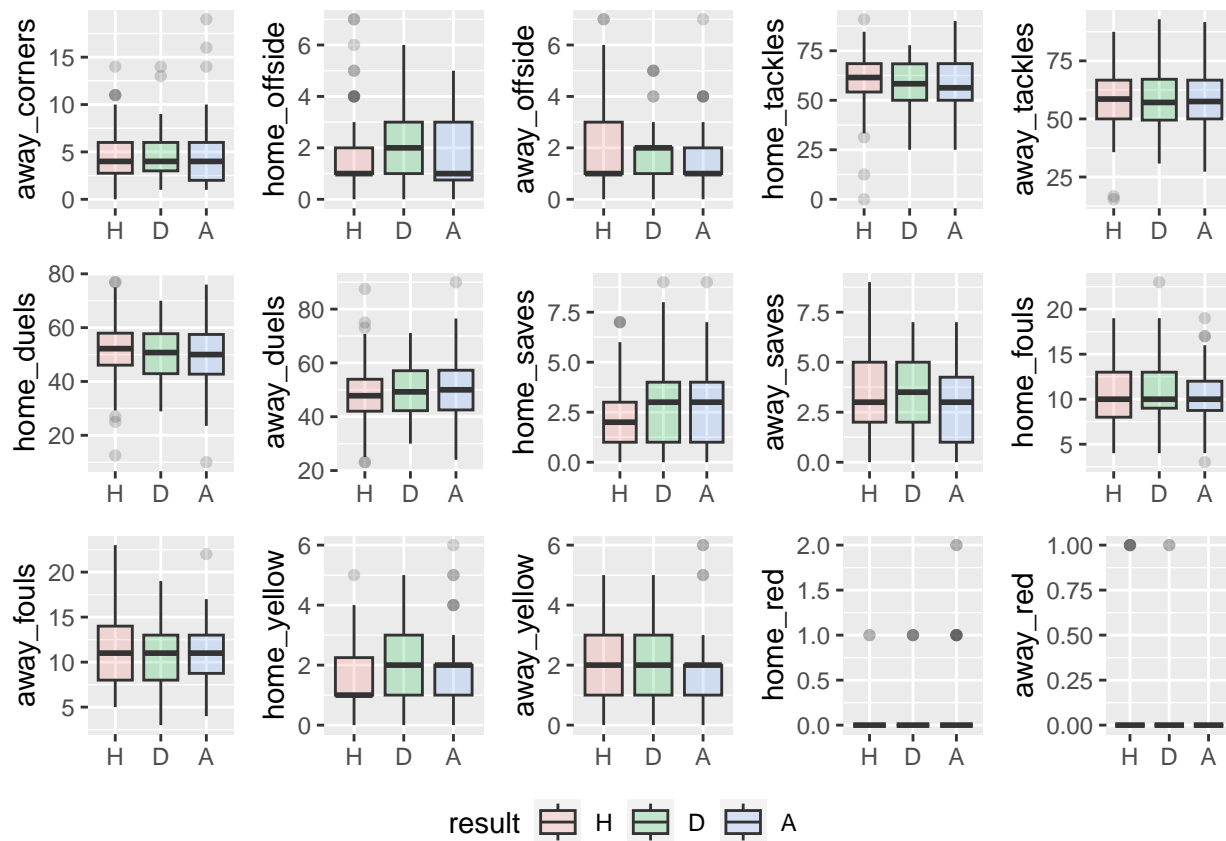 away_corners
0
5
10
15
H D A
home_offside
0
2
4
6
H D A
away_offside
0
2
4
6
H D A
home_tackles
0
25
50
75
H D A
away_tackles
25
50
75
H D A
home_duels
20
40
60
80
H D A
away_duels
20
40
60
80
H D A
home_saves
0.0
2.5
5.0
7.5
H D A
away_saves
0.0
2.5
5.0
7.5
H D A
home_fouls
5
10
15
20
H D A
away_fouls
5
10
15
20
H D A
home_yellow
0
2
4
6
H D A
away_yellow
0
2
4
6
H D A
home_red
0.0
0.5
1.0
1.5
2.0
H D A
away_red
0.00
0.25
0.50
0.75
1.00
H D A
result H D A